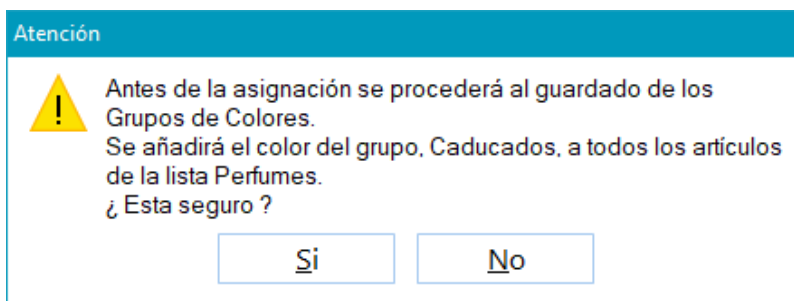 Atención
Antes de la asignación se procederá al guardado de los
Grupos de Colores.
Se añadirá el color del grupo, Caducados, a todos los artículos
de la lista Perfumes.
¿ Esta seguro ?
Si No